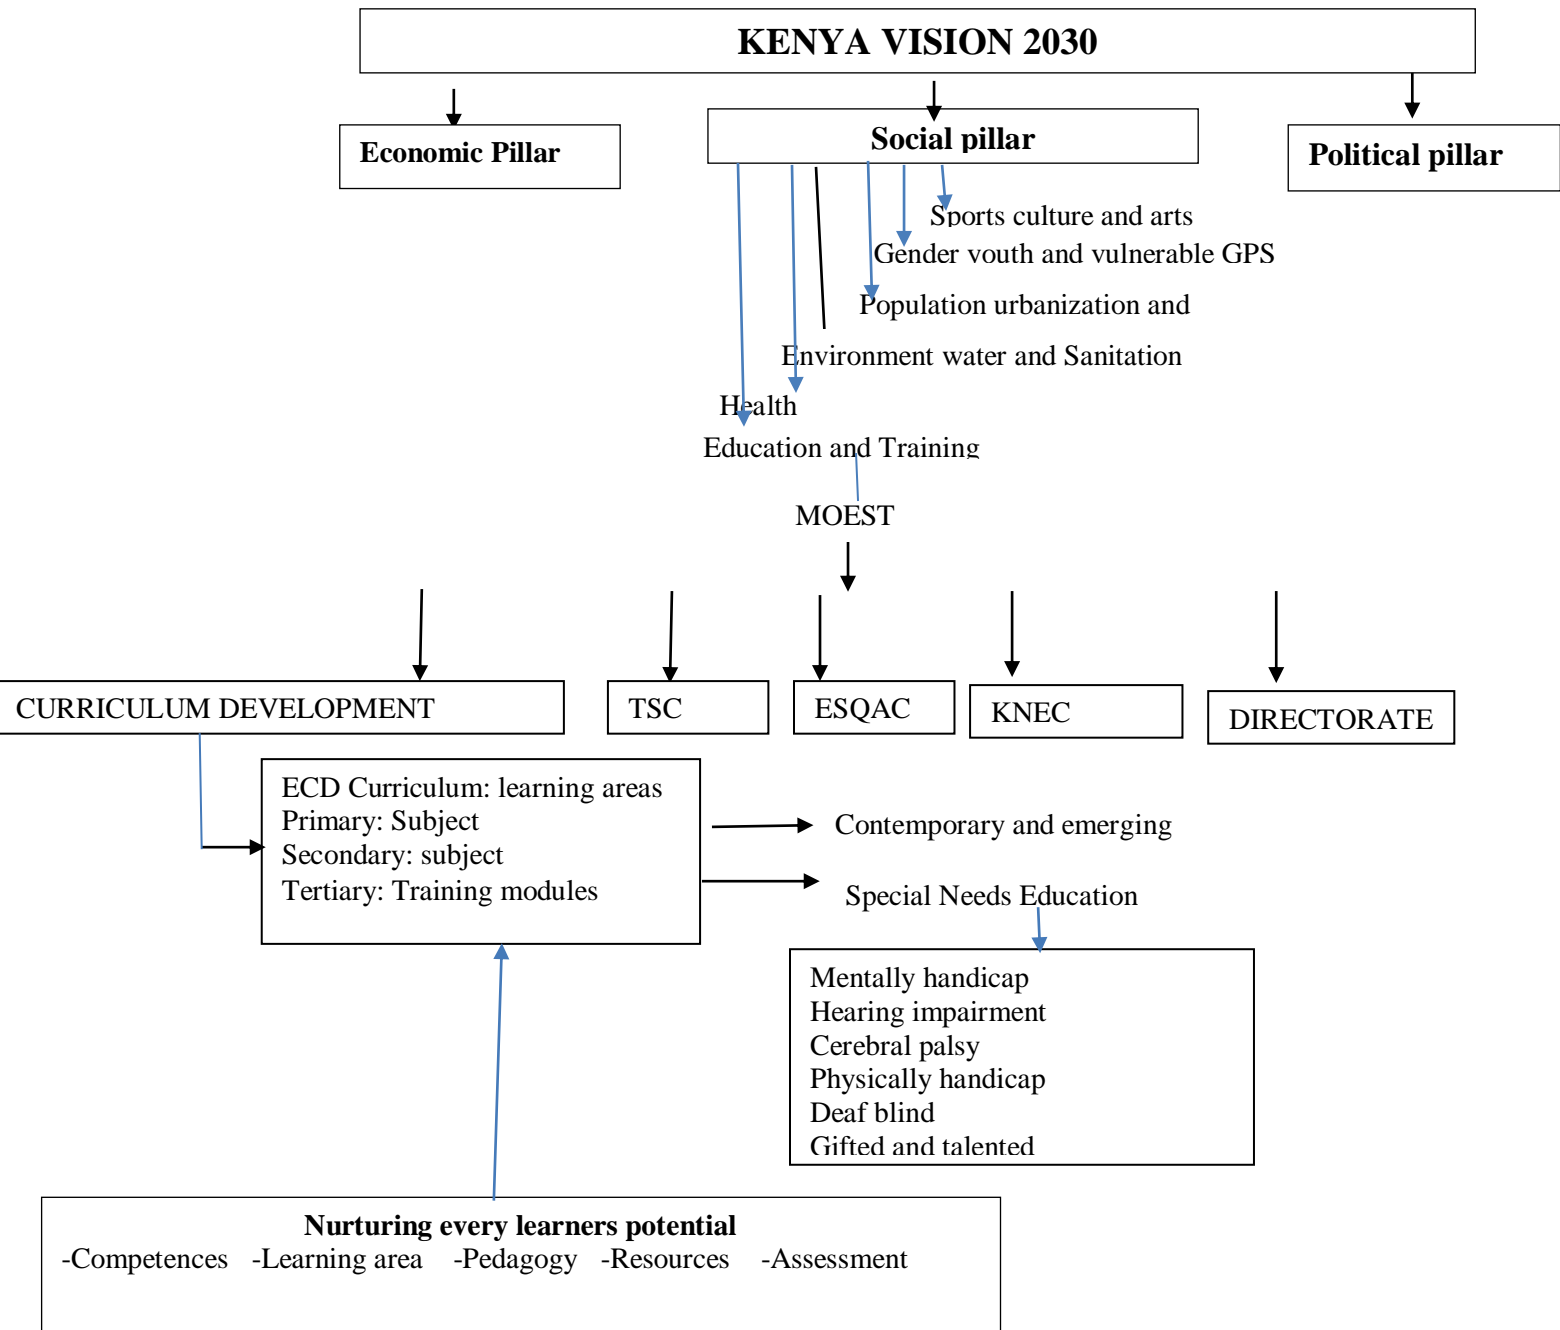 KENYA VISION 2030
Economic Pillar
Social pillar
Political pillar
Sports culture and arts
Gender youth and vulnerable GPS
Population urbanization and
Environment water and Sanitation
Health
Education and Training
MOEST
CURRICULUM DEVELOPMENT
TSC
ESQAC
KNEC
DIRECTORATE
ECD Curriculum: learning areas
Primary: Subject
Secondary: subject
Tertiary: Training modules
Contemporary and emerging
Special Needs Education
Mentally handicap
Hearing impairment
Cerebral palsy
Physically handicap
Deaf blind
Gifted and talented
Nurturing every learners potential
-Competences -Learning area -Pedagogy -Resources -Assessment